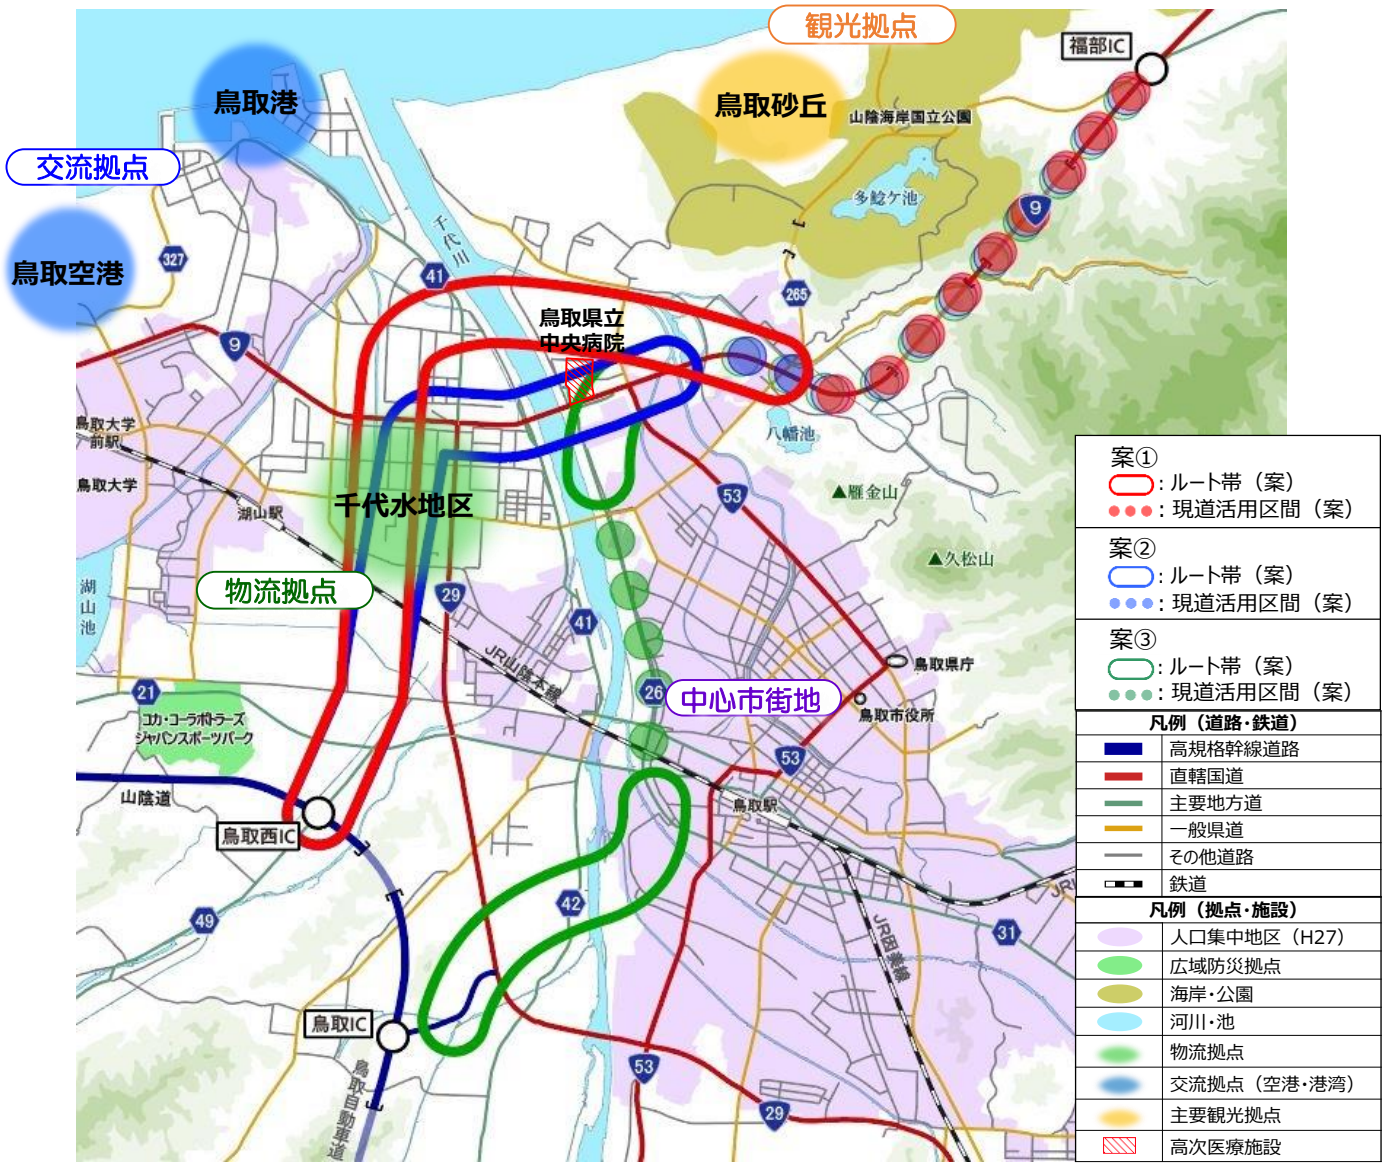 観光拠点
福部IC
鳥取港
鳥取砂丘
山陰海岸国立公園
交流拠点
多鯰ケ池
千代川
9
327
鳥取空港
41
265
鳥取県立
中央病院
9
鳥取大学
前駅
八幡池
鳥取大学
千代水地区
湖山駅
53
▲雁金山
▲久松山
物流拠点
湖山池
29
41
JR山陰本線
鳥取県庁
21
26
中心市街地
鳥取市役所
コカ・コーラボトラーズ
ジャパンスポーツパーク
53
山陰道
鳥取駅
鳥取西IC
49
42
31
JR因美線
鳥取IC
鳥取自動車道
53
29
案①
: ルート帯（案）
: 現道活用区間（案）
案②
: ルート帯（案）
: 現道活用区間（案）
案③
: ルート帯（案）
: 現道活用区間（案）
凡例（道路・鉄道）
高規格幹線道路
直轄国道
主要地方道
一般県道
その他道路
鉄道
凡例（拠点・施設）
人口集中地区（H27）
広域防災拠点
海岸・公園
河川・池
物流拠点
交流拠点（空港・港湾）
主要観光拠点
高次医療施設